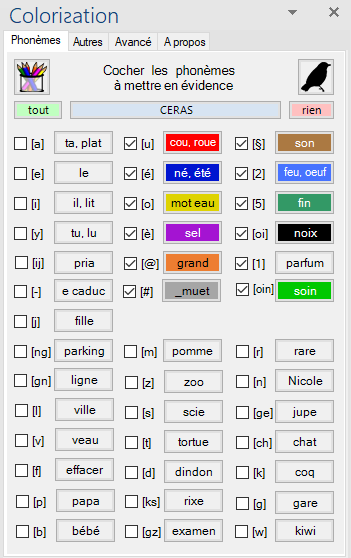 Coloriƨation
Phonèmes Autres Avancé A propos
Cocher les phonèmes
à mettre en évidence
tout CERAS rien
[a] ta, plat [u] cou, roue [§] son
[e] le [é] né, été [2] feu, oeuf
[i] il, lit [o] mot eau [5] fin
[y] tu, lu [è] sel [oi] noix
[ij] pria [@] grand [1] parfum
[-] e caduc [#] _muet [oin] soin
[j] fille
[ng] parking [m] pomme [r] rare
[gn] ligne [z] zoo [n] Nicole
[l] ville [s] scie [ge] jupe
[v] veau [t] tortue [ch] chat
[f] effacer [d] dindon [k] coq
[p] papa [ks] rixe [g] gare
[b] bébé [gz] examen [w] kiwi